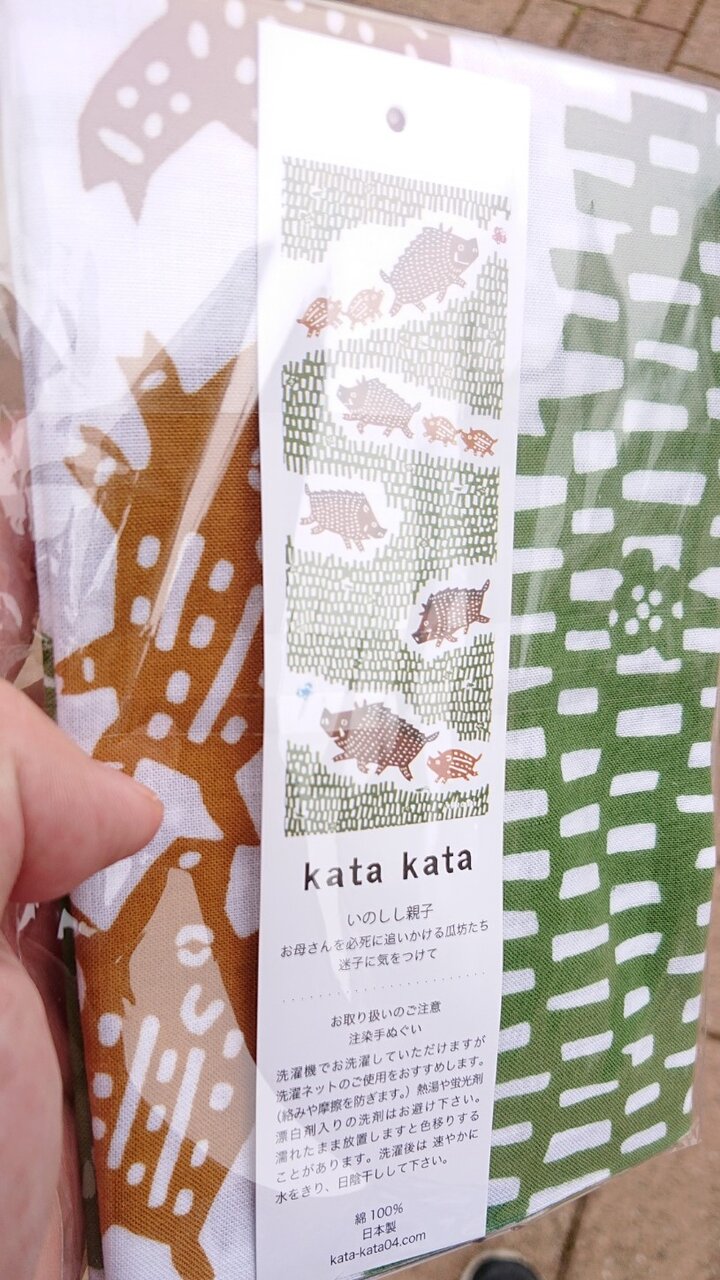 kata kata
いのしし親子
お母さんを必死に追いかける瓜坊たち
迷子に気をつけて
お取り扱いのご注意
注染手ぬぐい
洗濯機でお洗濯していただけますが
洗濯ネットのご使用をおすすめします。
（絡みや摩擦を防ぎます。）熱湯や蛍光剤
漂白剤入りの洗剤はお避け下さい。
濡れたまま放置しますと色移りする
ことがあります。洗濯後は 速やかに
水をきり、日陰干しして下さい。
綿 100%
日本製
kata-kata04.com